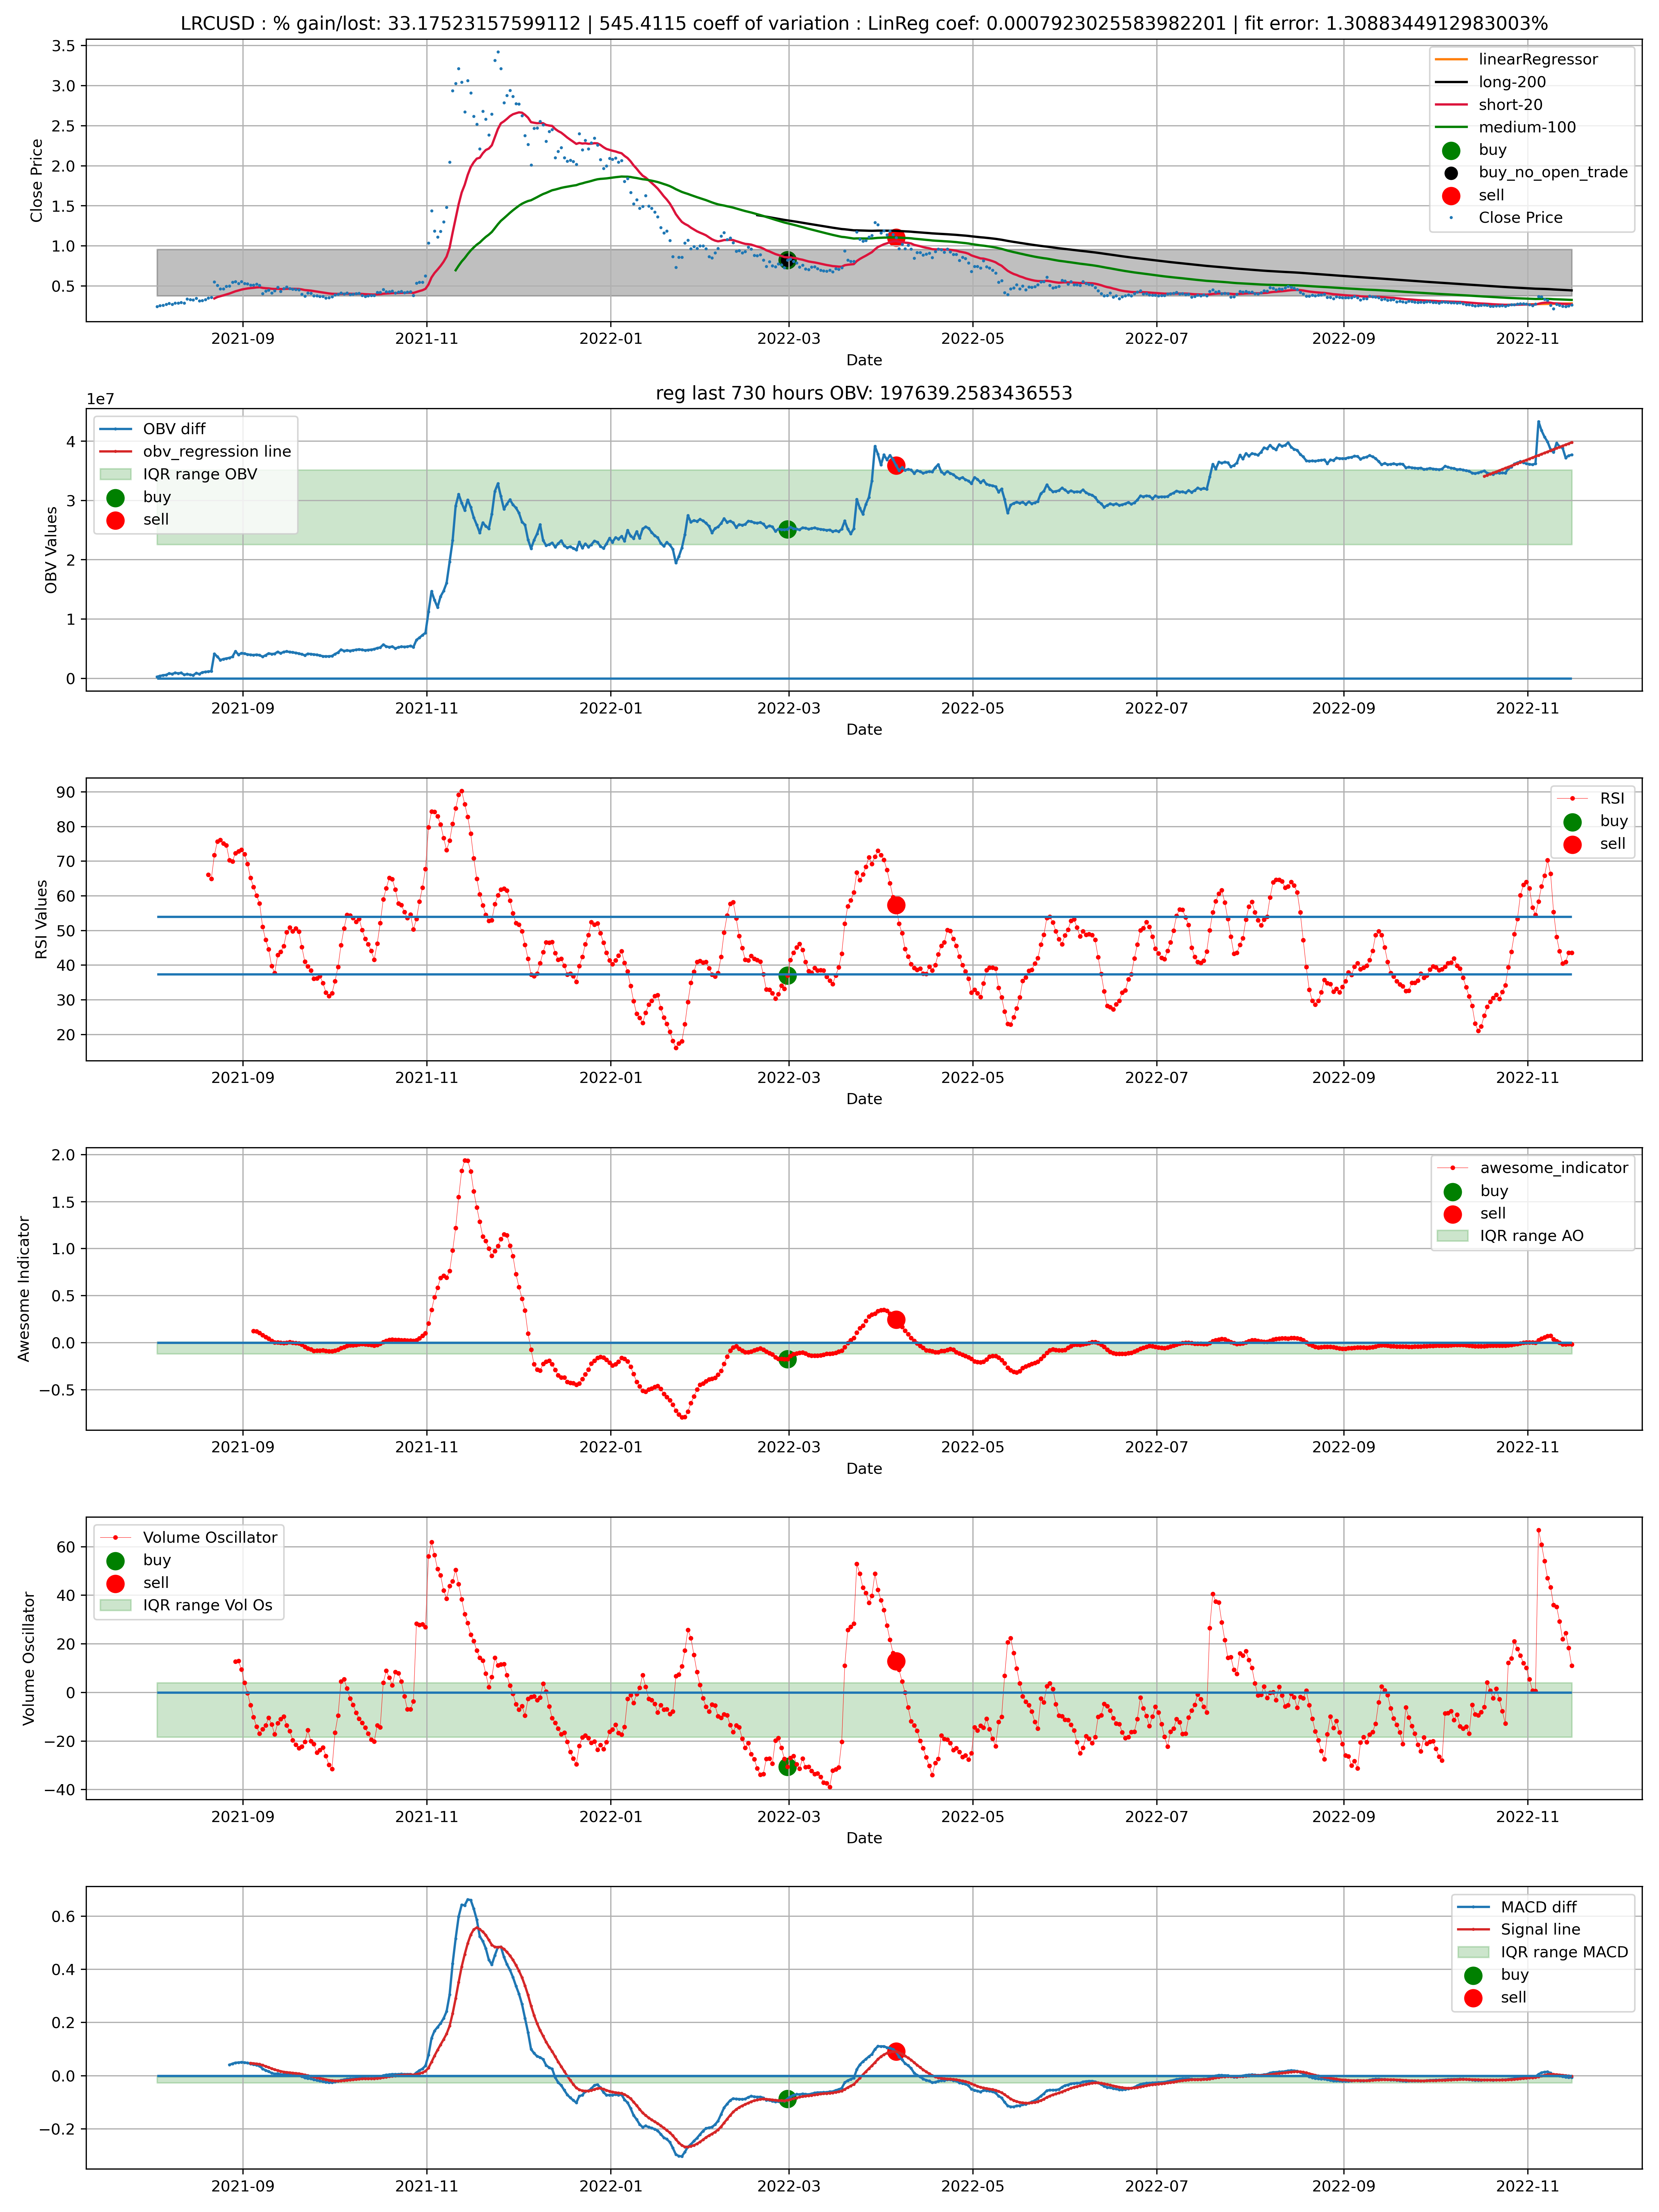 LRCUSD : % gain/lost: 33.17523157599112 | 545.4115 coeff of variation : LinReg coef: 0.0007923025583982201 | fit error: 1.3088344912983003%
3.5
3.0
2.5
2.0
1.5
1.0
0.5
Close Price
linearRegressor
long-200
short-20
medium-100
buy
buy_no_open_trade
sell
Close Price
2021-09 2021-11 2022-01 2022-03 2022-05 2022-07 2022-09 2022-11
Date
reg last 730 hours OBV: 197639.2583436553
1e7
4
3
2
1
0
OBV Values
OBV diff
obv_regression line
IQR range OBV
buy
sell
2021-09 2021-11 2022-01 2022-03 2022-05 2022-07 2022-09 2022-11
Date
90
80
70
60
50
40
30
20
RSI Values
RSI
buy
sell
2021-09 2021-11 2022-01 2022-03 2022-05 2022-07 2022-09 2022-11
Date
2.0
1.5
1.0
0.5
0.0
−0.5
Awesome Indicator
awesome_indicator
buy
sell
IQR range AO
2021-09 2021-11 2022-01 2022-03 2022-05 2022-07 2022-09 2022-11
Date
60
40
20
0
−20
−40
Volume Oscillator
Volume Oscillator
buy
sell
IQR range Vol Os
2021-09 2021-11 2022-01 2022-03 2022-05 2022-07 2022-09 2022-11
Date
0.6
0.4
0.2
0.0
−0.2
MACD diff
Signal line
IQR range MACD
buy
sell
2021-09 2021-11 2022-01 2022-03 2022-05 2022-07 2022-09 2022-11